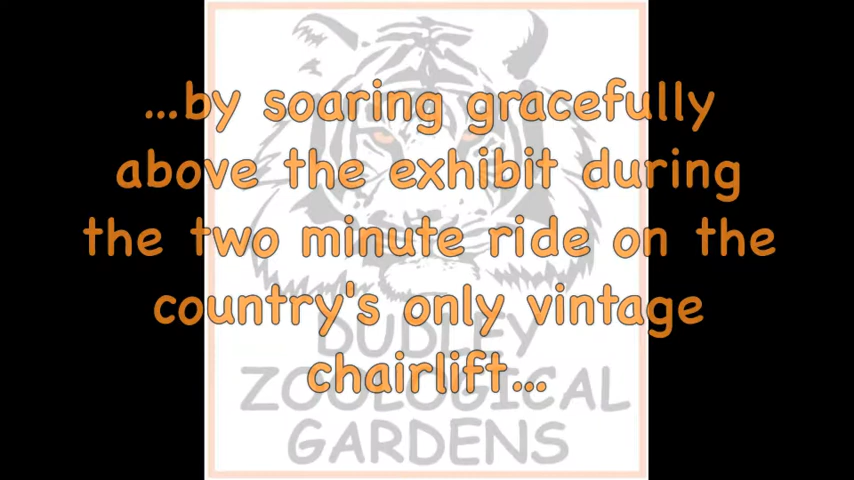 ...by soaring gracefully
above the exhibit during
the two minute ride on the
country's only vintage
chairlift...
DUDLEY
ZOOLOGICAL
GARDENS